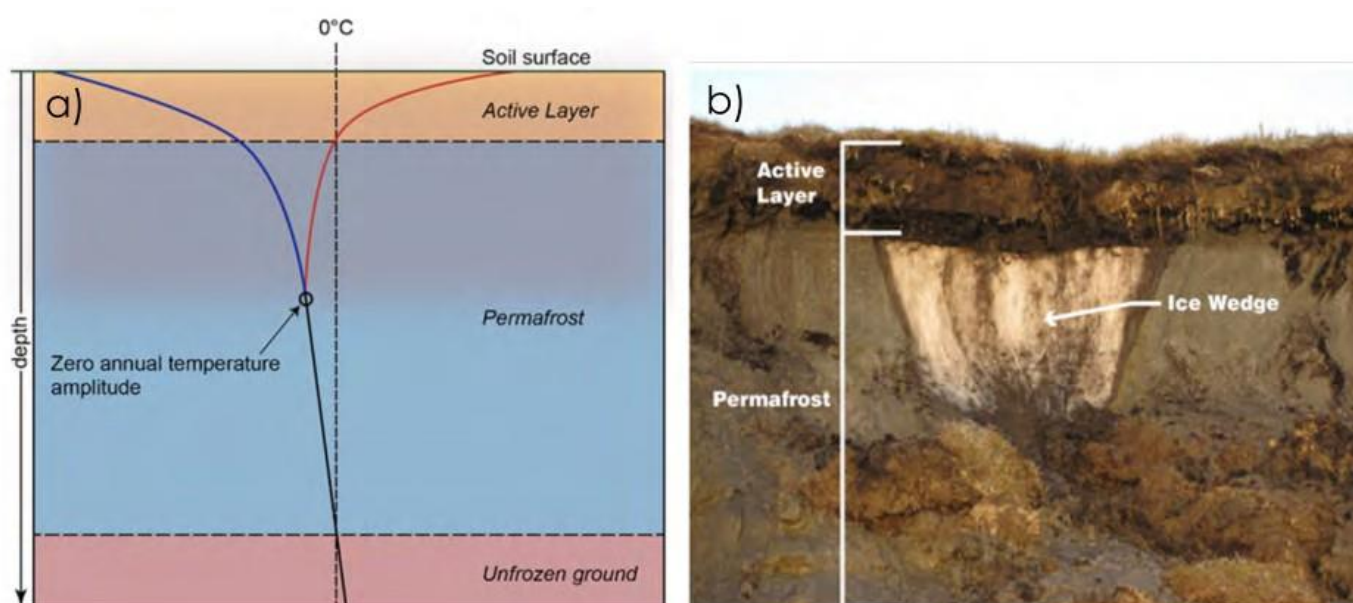 0°C
Soil surface
a)
Active Layer
depth
Permafrost
Zero annual temperature
amplitude
Unfrozen ground
b)
Active
Layer
Ice Wedge
Permafrost